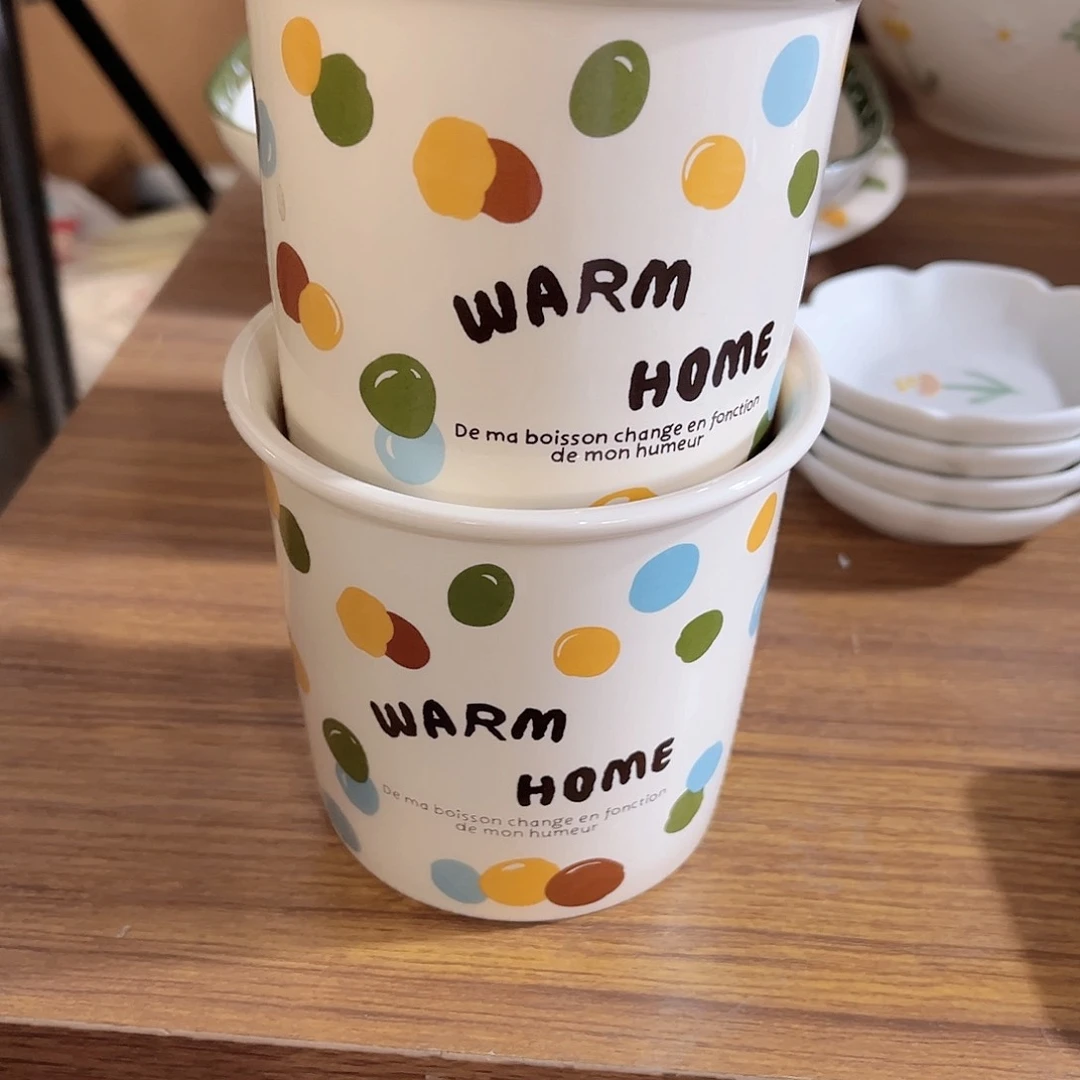 WARM
HOME
De ma boisson change en fonction
de mon humeur
WARM
HOME
De ma boisson change en fonction
de mon humeur